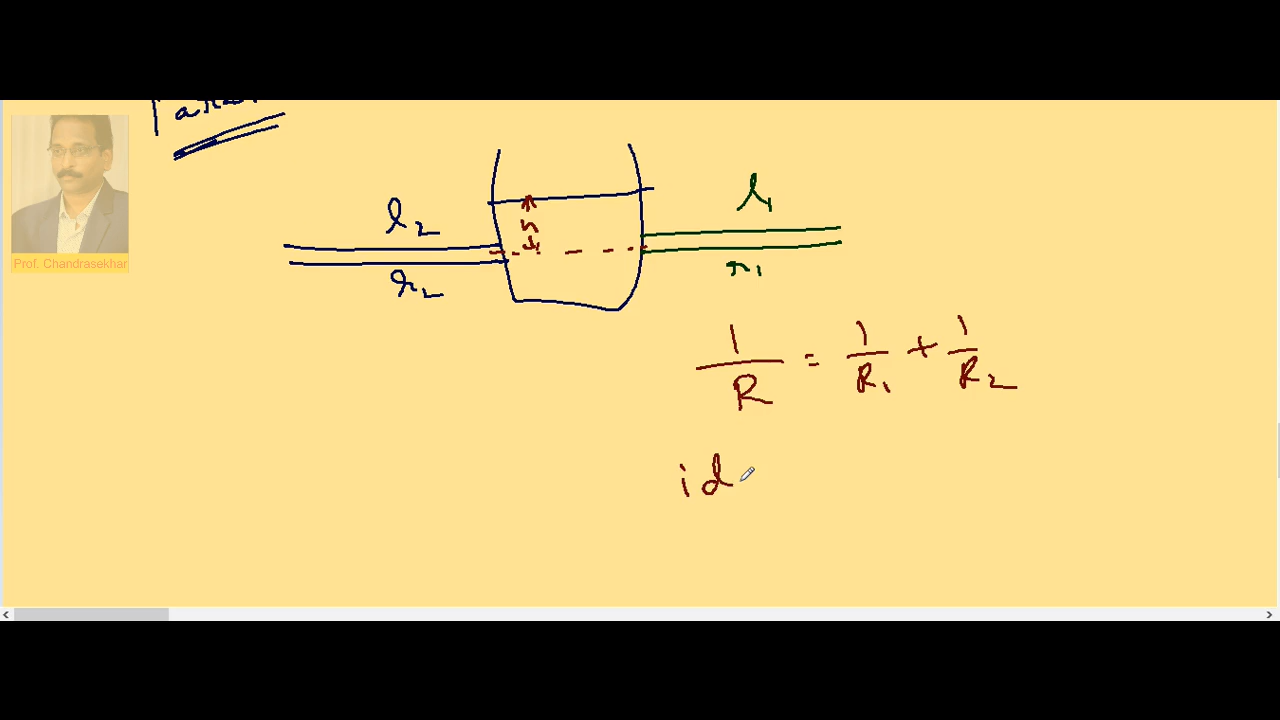 l₂
l₁
h
r₂
r₁
Prof. Chandrasekhar
1/R = 1/R₁ + 1/R₂
id